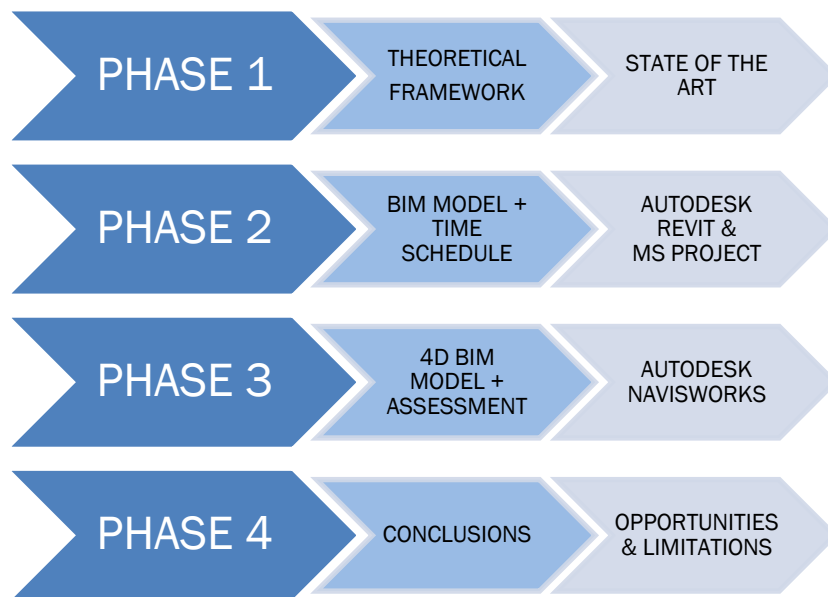 PHASE 1
THEORETICAL
FRAMEWORK
STATE OF THE
ART
PHASE 2
BIM MODEL +
TIME
SCHEDULE
AUTODESK
REVIT &
MS PROJECT
PHASE 3
4D BIM
MODEL +
ASSESSMENT
AUTODESK
NAVISWORKS
PHASE 4
CONCLUSIONS
OPPORTUNITIES
& LIMITATIONS